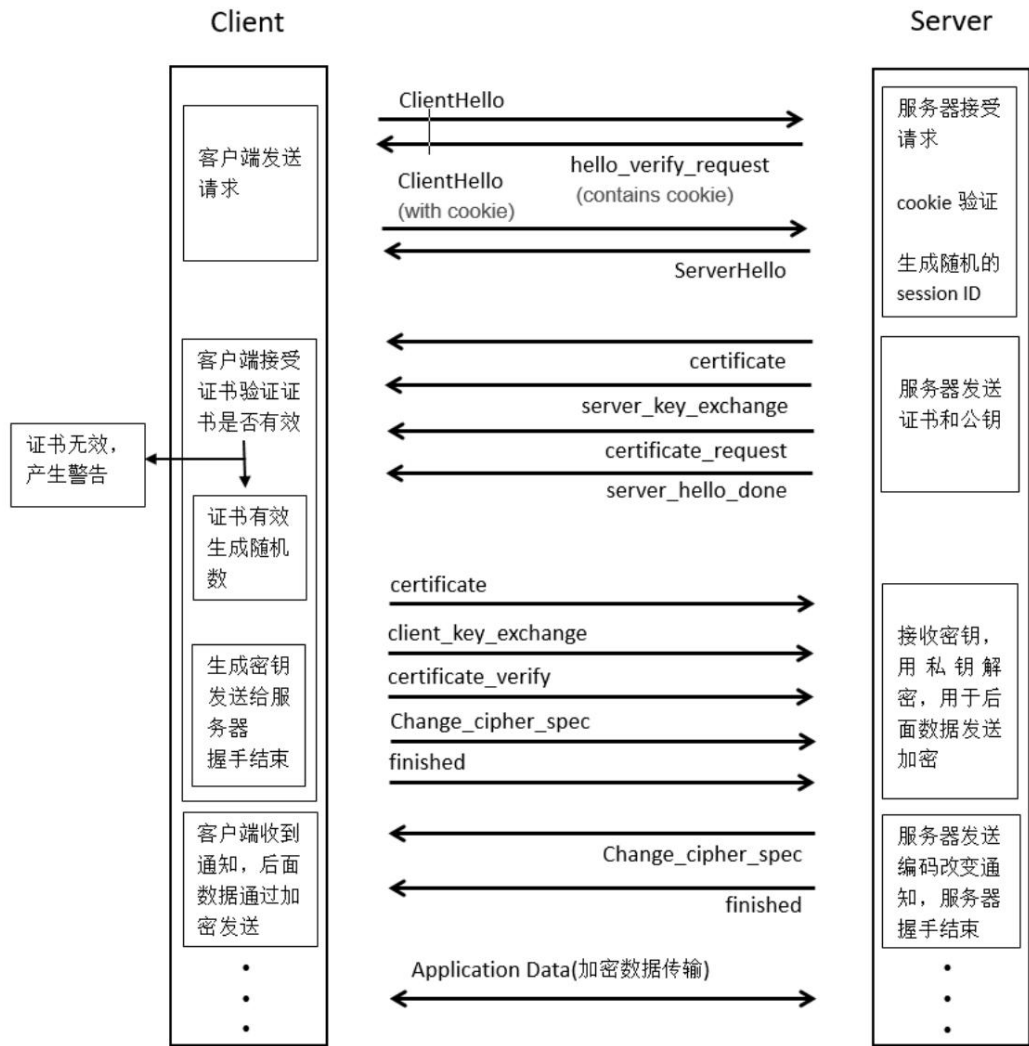 Client
Server
ClientHello
hello_verify_request
(contains cookie)
ClientHello
(with cookie)
ServerHello
客户端发送
请求
服务器接受
请求
cookie 验证
生成随机的
session ID
客户端接受
证书验证证
书是否有效
证书无效，
产生警告
证书有效
生成随机
数
certificate
server_key_exchange
certificate_request
server_hello_done
服务器发送
证书和公钥
certificate
client_key_exchange
certificate_verify
Change_cipher_spec
finished
生成密钥
发送给服
务器
握手结束
接收密钥，
用私钥解
密，用于后
面数据发送
加密
客户端收到
通知，后面
数据通过加
密发送
Change_cipher_spec
finished
服务器发送
编码改变通
知，服务器
握手结束
Application Data(加密数据传输)